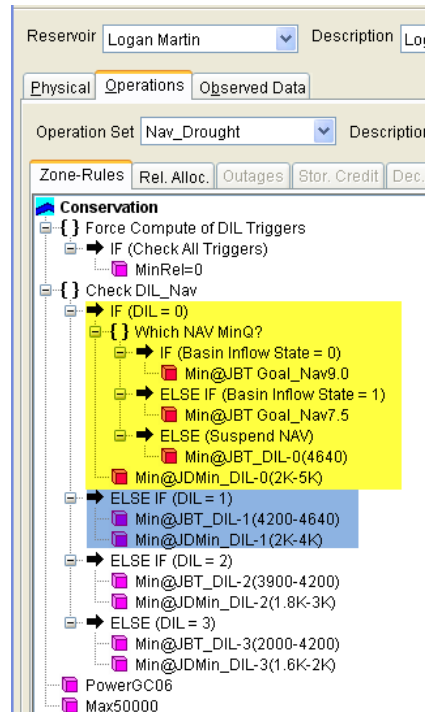 Reservoir Logan Martin Description
Physical Operations Observed Data
Operation Set Nav_Drought
Zone-Rules Rel. Alloc. Outages Stor. Credit Dec.
Conservation
{ } Force Compute of DIL Triggers
IF (Check All Triggers)
MinRel=0
{ } Check DIL_Nav
IF (DIL = 0)
{ } Which NAV MinQ?
IF (Basin Inflow State = 0)
Min@JBT Goal_Nav9.0
ELSE IF (Basin Inflow State = 1)
Min@JBT Goal_Nav7.5
ELSE (Suspend NAV)
Min@JBT_DIL-0(4640)
Min@JDMin_DIL-0(2K-5K)
ELSE IF (DIL = 1)
Min@JBT_DIL-1(4200-4640)
Min@JDMin_DIL-1(2K-4K)
ELSE IF (DIL = 2)
Min@JBT_DIL-2(3900-4200)
Min@JDMin_DIL-2(1.8K-3K)
ELSE (DIL = 3)
Min@JBT_DIL-3(2000-4200)
Min@JDMin_DIL-3(1.6K-2K)
PowerGC06
Max50000